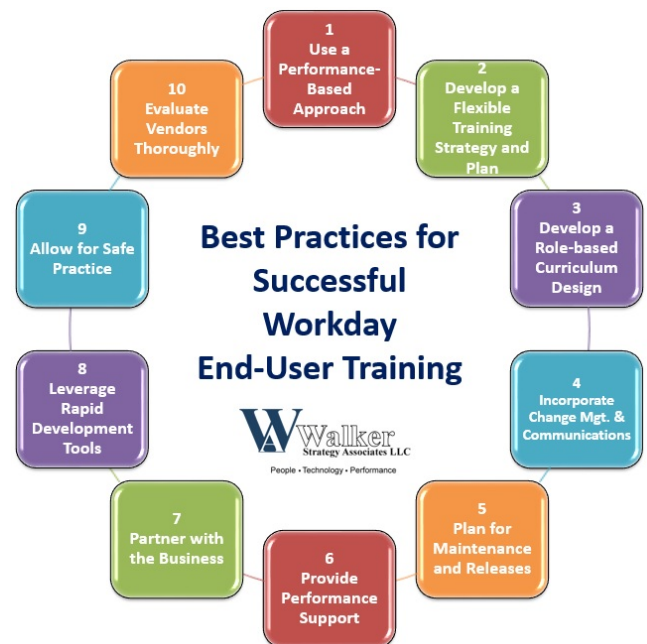 1
Use a
Performance-
Based
Approach
2
Develop a
Flexible
Training
Strategy and
Plan
3
Develop a
Role-based
Curriculum
Design
4
Incorporate
Change Mgt. &
Communications
5
Plan for
Maintenance
and Releases
6
Provide
Performance
Support
7
Partner with
the Business
8
Leverage
Rapid
Development
Tools
9
Allow for Safe
Practice
10
Evaluate
Vendors
Thoroughly
Best Practices for
Successful
Workday
End-User Training
WA Walker
Strategy Associates LLC
People • Technology • Performance